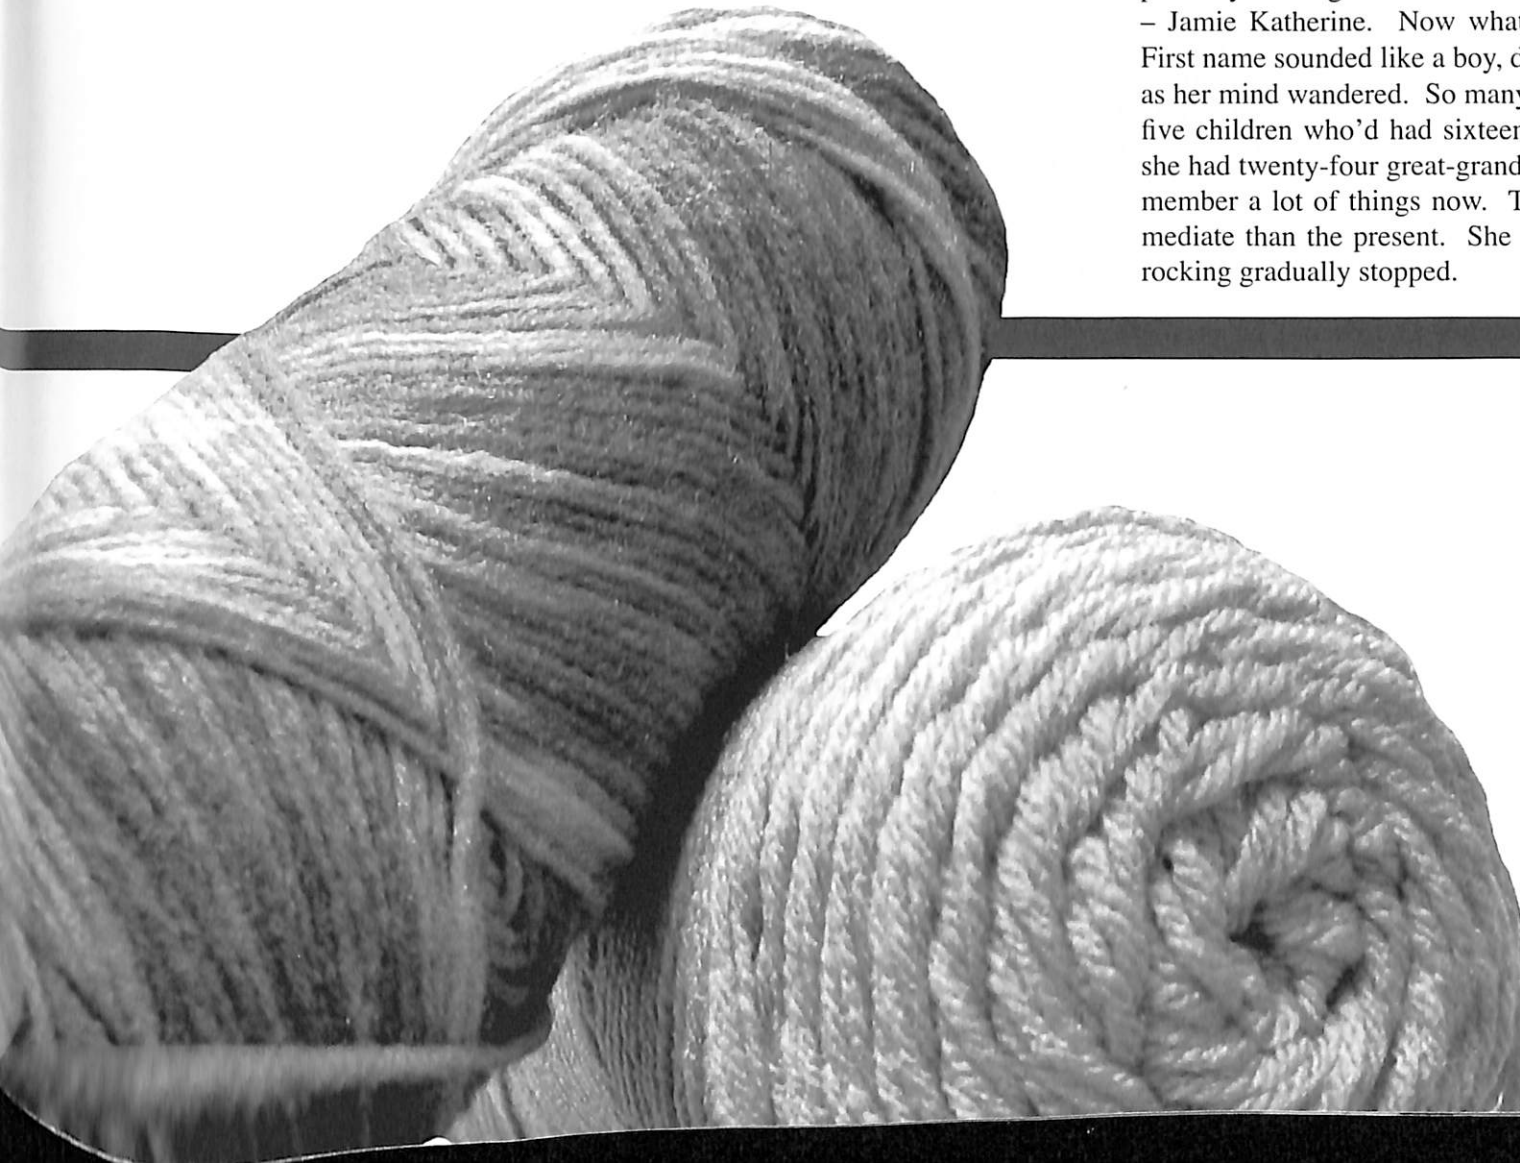 – Jamie Katherine. Now what
First name sounded like a boy, d
as her mind wandered. So many
five children who'd had sixteen
she had twenty-four great-grand
member a lot of things now. T
mediate than the present. She
rocking gradually stopped.